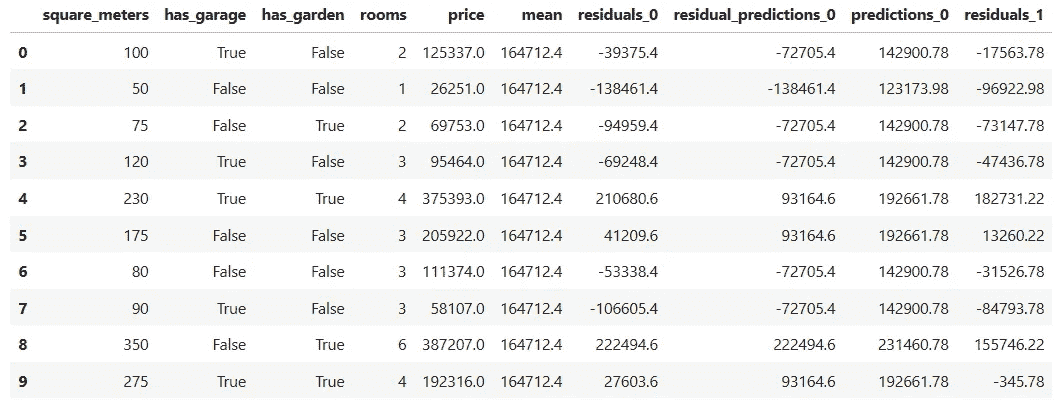 square_meters has_garage has_garden rooms price mean residuals_0 residual_predictions_0 predictions_0 residuals_1
0 100 True False 2 125337.0 164712.4 -39375.4 -72705.4 142900.78 -17563.78
1 50 False False 1 26251.0 164712.4 -138461.4 -138461.4 123173.98 -96922.98
2 75 False True 2 69753.0 164712.4 -94959.4 -72705.4 142900.78 -73147.78
3 120 True False 3 95464.0 164712.4 -69248.4 -72705.4 142900.78 -47436.78
4 230 True True 4 375393.0 164712.4 210680.6 93164.6 192661.78 182731.22
5 175 False False 3 205922.0 164712.4 41209.6 93164.6 192661.78 13260.22
6 80 False False 3 111374.0 164712.4 -53338.4 -72705.4 142900.78 -31526.78
7 90 True False 3 58107.0 164712.4 -106605.4 -72705.4 142900.78 -84793.78
8 350 False True 6 387207.0 164712.4 222494.6 222494.6 231460.78 155746.22
9 275 True True 4 192316.0 164712.4 27603.6 93164.6 192661.78 -345.78